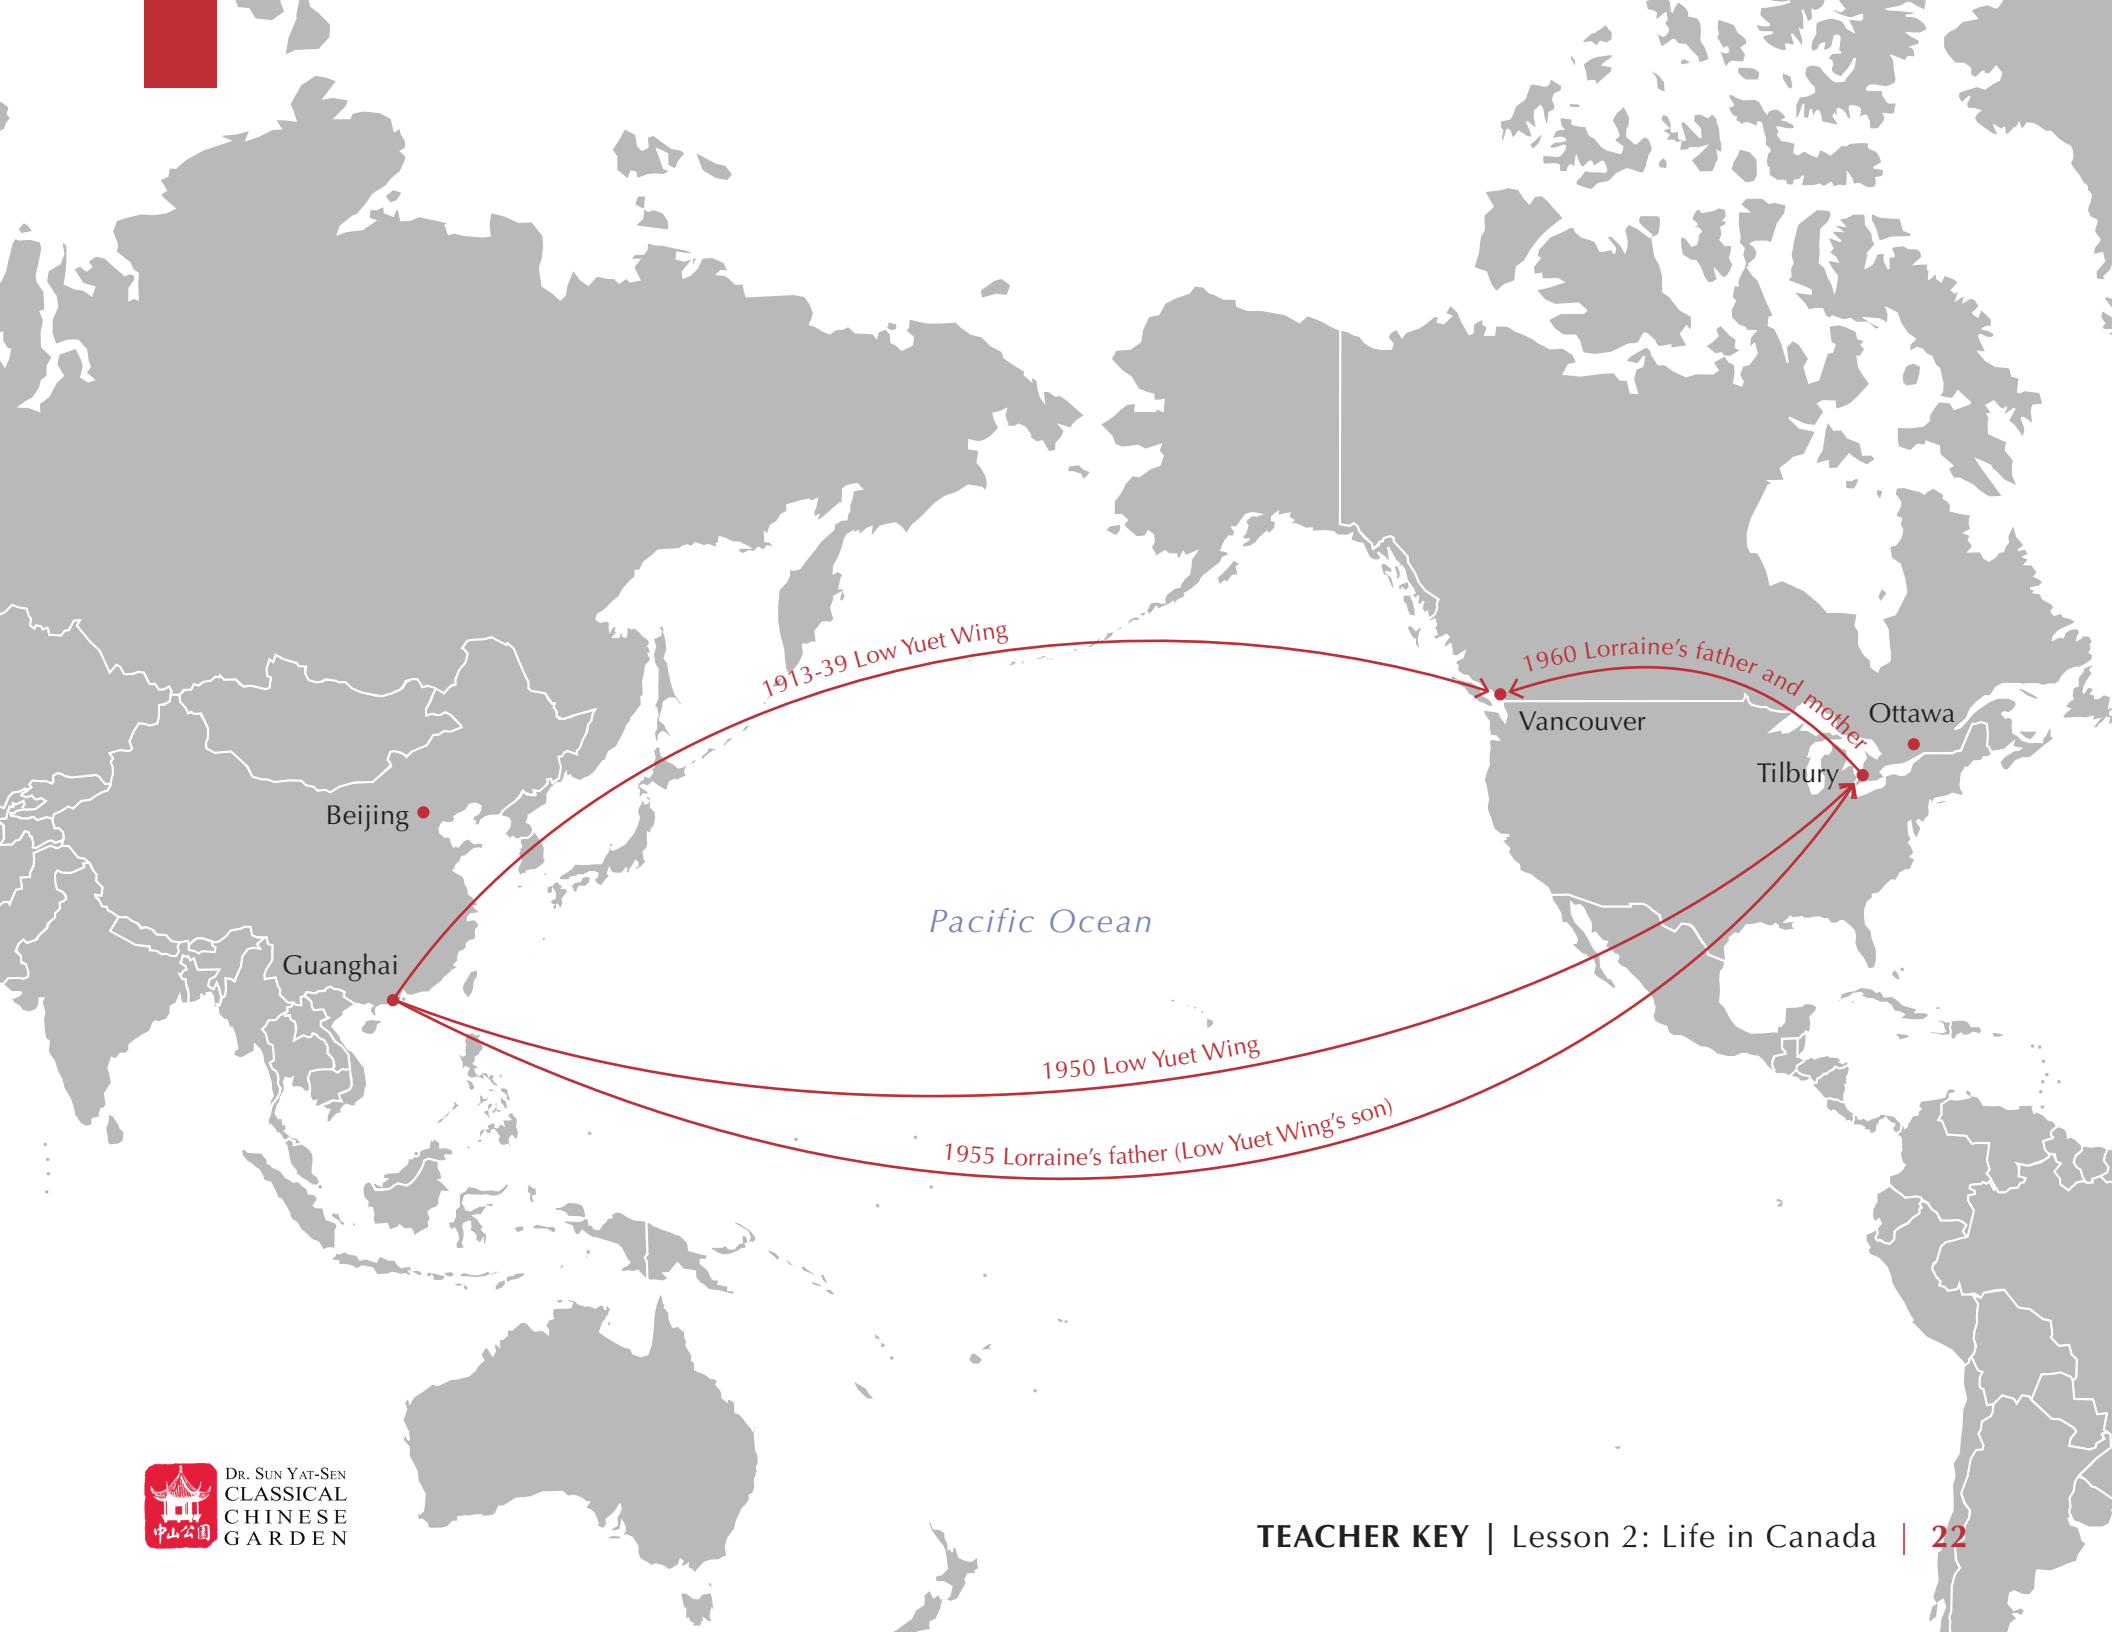 1913-39 Low Yuet Wing
1960 Lorraine’s father and mother
Vancouver
Ottawa
Tilbury
Beijing
Pacific Ocean
Guanghai
1950 Low Yuet Wing
1955 Lorraine’s father (Low Yuet Wing’s son)
中山公園
DR. SUN YAT-SEN
CLASSICAL
CHINESE
GARDEN
TEACHER KEY | Lesson 2: Life in Canada | 22